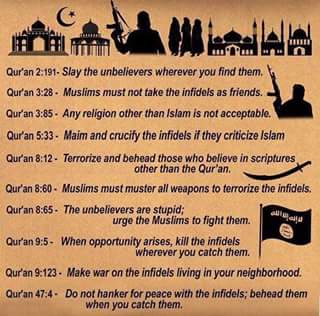 Qur'an 2:191- Slay the unbelievers wherever you find them.
Qur'an 3:28 - Muslims must not take the infidels as friends.
Qur'an 3:85 - Any religion other than Islam is not acceptable.
Qur'an 5:33 - Maim and crucify the infidels if they criticize Islam
Qur'an 8:12 - Terrorize and behead those who believe in scriptures
other than the Qur'an.
Qur'an 8:60 - Muslims must muster all weapons to terrorize the infidels.
Qur'an 8:65 - The unbelievers are stupid;
urge the Muslims to fight them.
Qur'an 9:5 - When opportunity arises, kill the infidels
wherever you catch them.
Qur'an 9:123 - Make war on the infidels living in your neighborhood.
Qur'an 47:4 - Do not hanker for peace with the infidels; behead them
when you catch them.